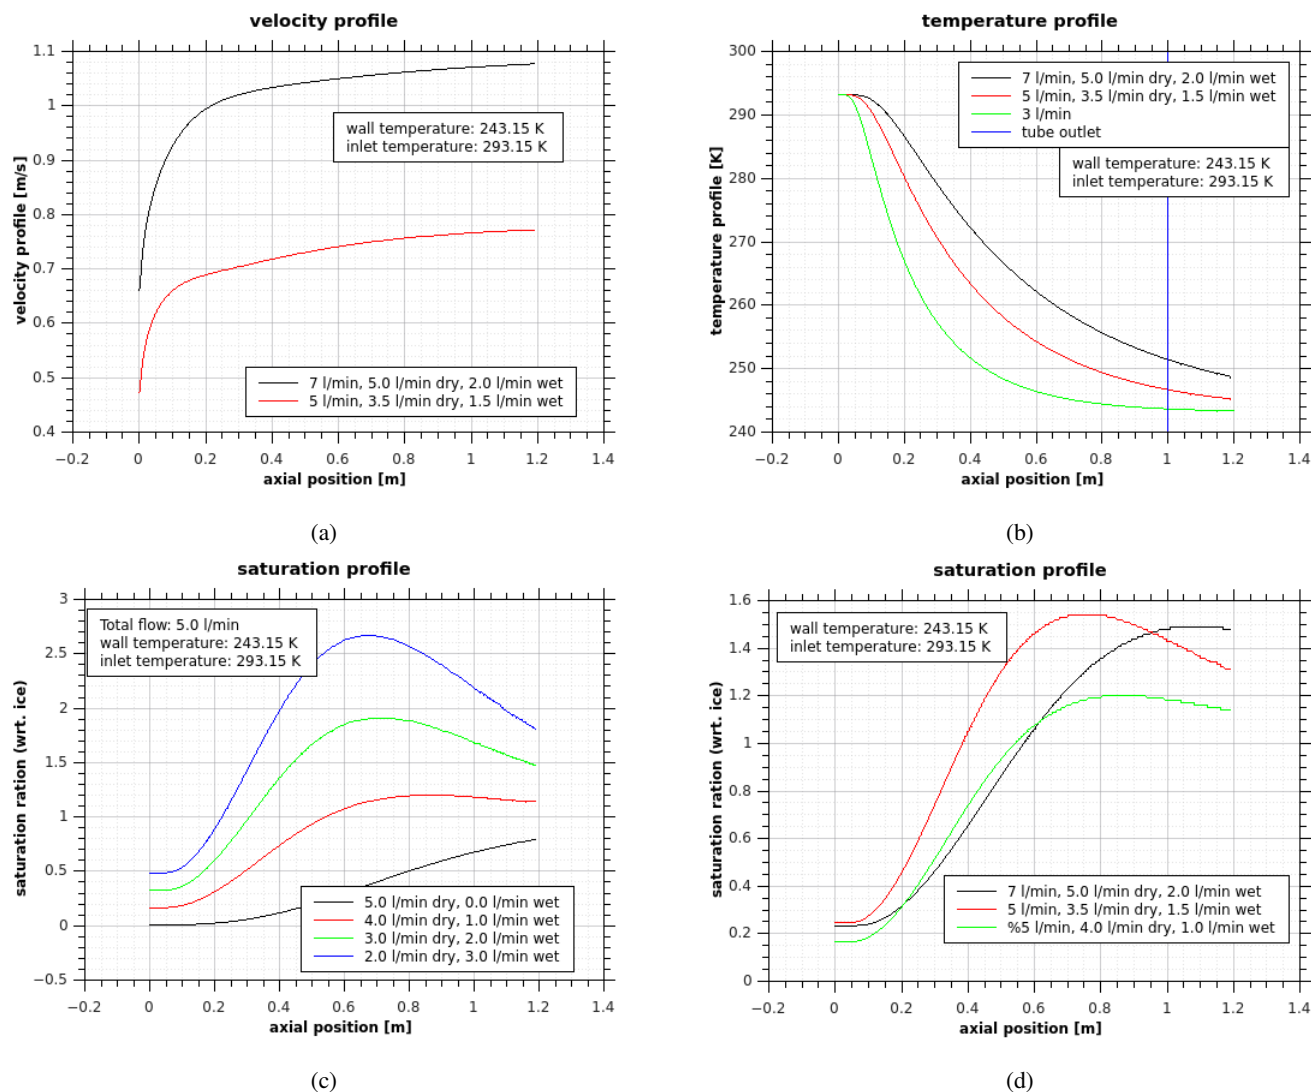 velocity profile
1.1
1
0.9
0.8
0.7
0.6
0.5
0.4
velocity profile [m/s]
wall temperature: 243.15 K
inlet temperature: 293.15 K
7 l/min, 5.0 l/min dry, 2.0 l/min wet
5 l/min, 3.5 l/min dry, 1.5 l/min wet
−0.2 0 0.2 0.4 0.6 0.8 1 1.2 1.4
axial position [m]
(a)
temperature profile
300
290
280
270
260
250
240
temperature profile [K]
7 l/min, 5.0 l/min dry, 2.0 l/min wet
5 l/min, 3.5 l/min dry, 1.5 l/min wet
3 l/min
tube outlet
wall temperature: 243.15 K
inlet temperature: 293.15 K
−0.2 0 0.2 0.4 0.6 0.8 1 1.2 1.4
axial position [m]
(b)
saturation profile
3
2.5
2
1.5
1
0.5
0
−0.5
saturation ration (wrt. ice)
Total flow: 5.0 l/min
wall temperature: 243.15 K
inlet temperature: 293.15 K
5.0 l/min dry, 0.0 l/min wet
4.0 l/min dry, 1.0 l/min wet
3.0 l/min dry, 2.0 l/min wet
2.0 l/min dry, 3.0 l/min wet
−0.2 0 0.2 0.4 0.6 0.8 1 1.2 1.4
axial position [m]
(c)
saturation profile
1.6
1.4
1.2
1
0.8
0.6
0.4
0.2
0
saturation ration (wrt. ice)
wall temperature: 243.15 K
inlet temperature: 293.15 K
7 l/min, 5.0 l/min dry, 2.0 l/min wet
5 l/min, 3.5 l/min dry, 1.5 l/min wet
%5 l/min, 4.0 l/min dry, 1.0 l/min wet
−0.2 0 0.2 0.4 0.6 0.8 1 1.2 1.4
axial position [m]
(d)